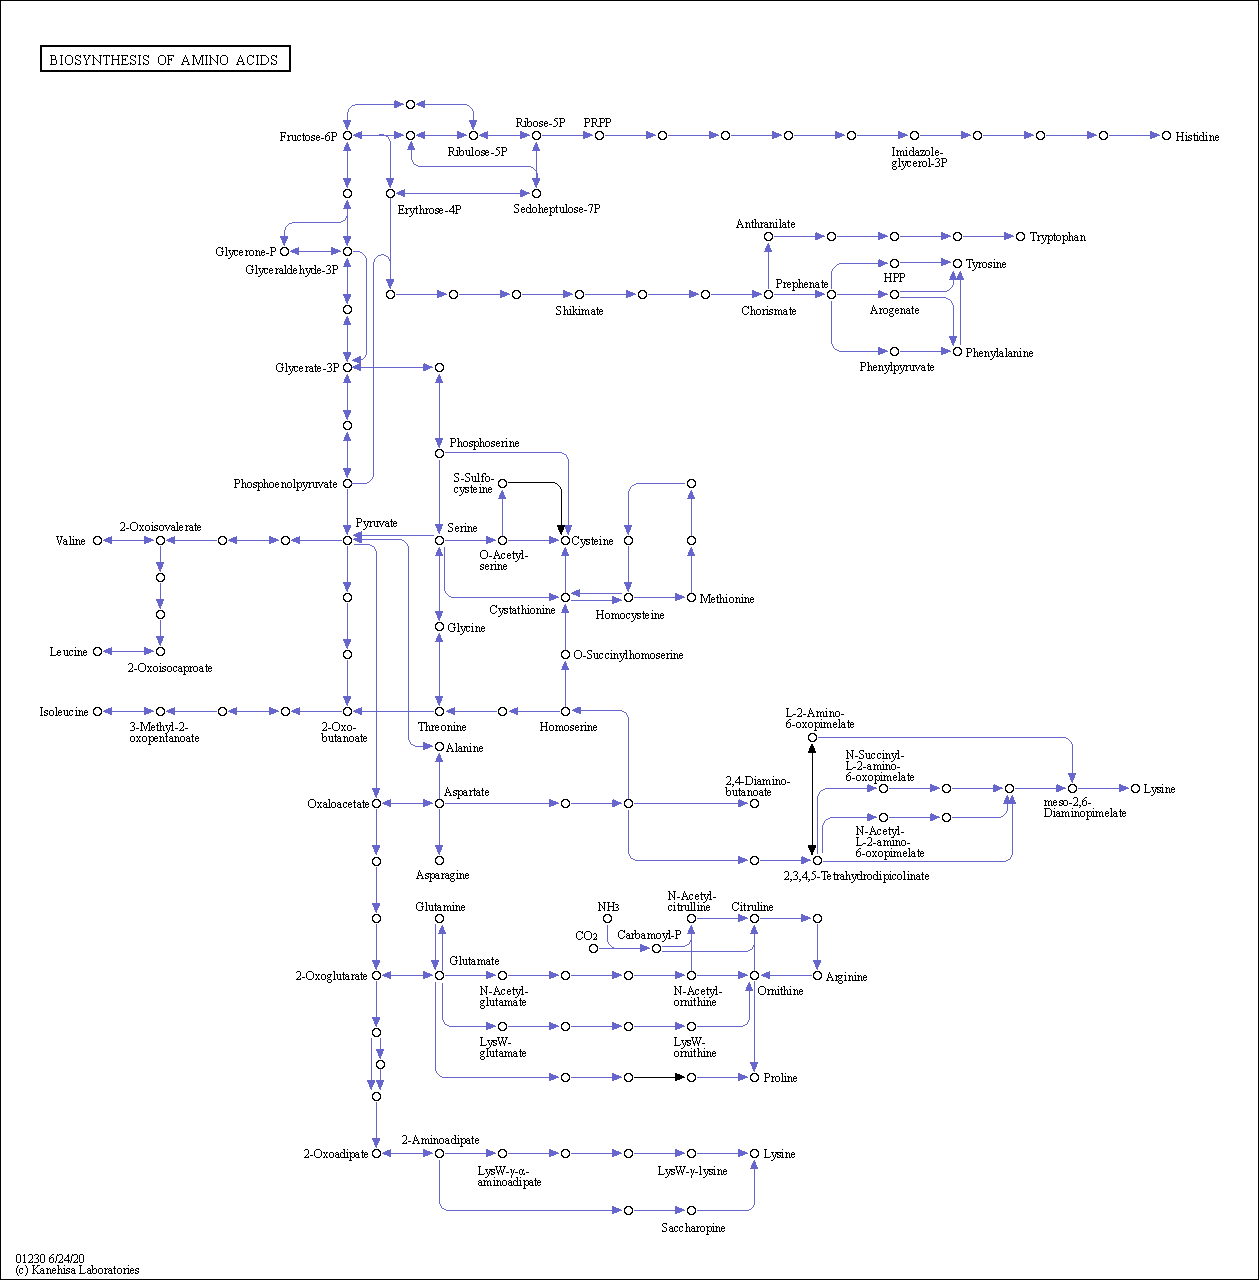 BIOSYNTHESIS OF AMINO ACIDS
Fructose-6P
Ribulose-5P
Ribose-5P
PRPP
Imidazole-
glycerol-3P
Histidine
Erythrose-4P
Sedoheptulose-7P
Glycerone-P
Glyceraldehyde-3P
Anthranilate
Tryptophan
Shikimate
Chorismate
Prephenate
HPP
Tyrosine
Arogenate
Phenylpyruvate
Phenylalanine
Glycerate-3P
Phosphoserine
Phosphoenolpyruvate
S-Sulfo-
cysteine
Pyruvate
Serine
O-Acetyl-
serine
Cysteine
Valine
2-Oxoisovalerate
Cystathionine
Homocysteine
Methionine
Glycine
Leucine
2-Oxoisocaproate
O-Succinylhomoserine
Isoleucine
3-Methyl-2-
oxopentanoate
2-Oxo-
butanoate
Threonine
Homoserine
Alanine
L-2-Amino-
6-oxopimelate
N-Succinyl-
L-2-amino-
6-oxopimelate
Oxaloacetate
Aspartate
2,4-Diamino-
butanoate
meso-2,6-
Diaminopimelate
Lysine
N-Acetyl-
L-2-amino-
6-oxopimelate
Asparagine
2,3,4,5-Tetrahydrodipicolinate
Glutamine
NH3
N-Acetyl-
citrulline
Citruline
CO2
Carbamoyl-P
2-Oxoglutarate
Glutamate
N-Acetyl-
glutamate
N-Acetyl-
ornithine
Ornithine
Arginine
LysW-
glutamate
LysW-
ornithine
Proline
2-Oxoadipate
2-Aminoadipate
LysW-γ-α-
aminoadipate
LysW-γ-lysine
Lysine
Saccharopine
01230 6/24/20
(c) Kanehisa Laboratories